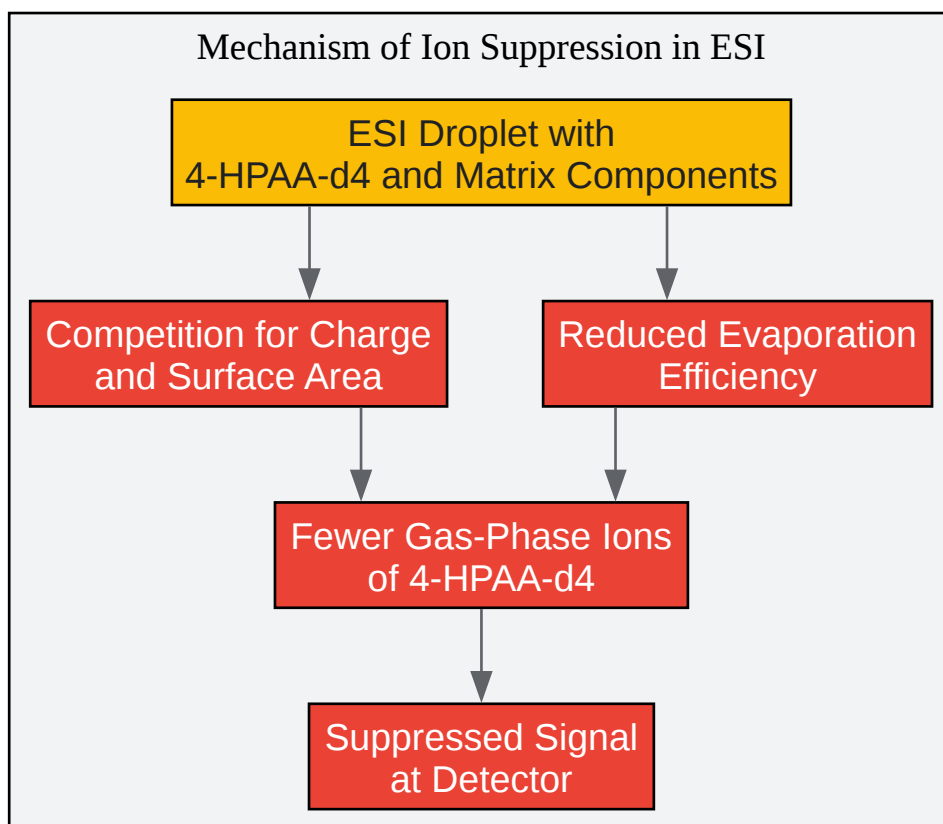 Mechanism of Ion Suppression in ESI
ESI Droplet with
4-HPAA-d4 and Matrix Components
Competition for Charge
and Surface Area
Reduced Evaporation
Efficiency
Fewer Gas-Phase Ions
of 4-HPAA-d4
Suppressed Signal
at Detector